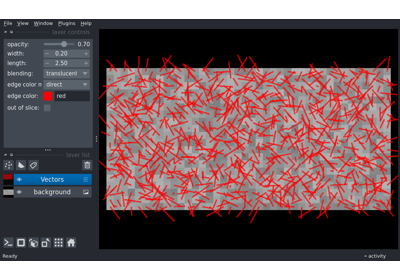 File View Window Plugins Help
layer controls
opacity: 0.70
width: 0.20
length: 2.50
blending: translucent
edge color m direct
edge color: red
out of slice:
layer list
Vectors
background
Ready activity